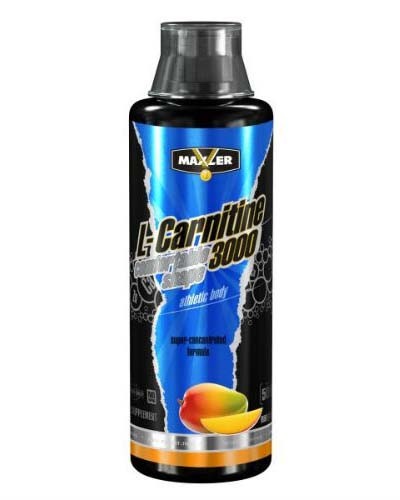 MAXLER
L-Carnitine
Comfortable 3000
Shape
athletic body
super-concentrated
formula